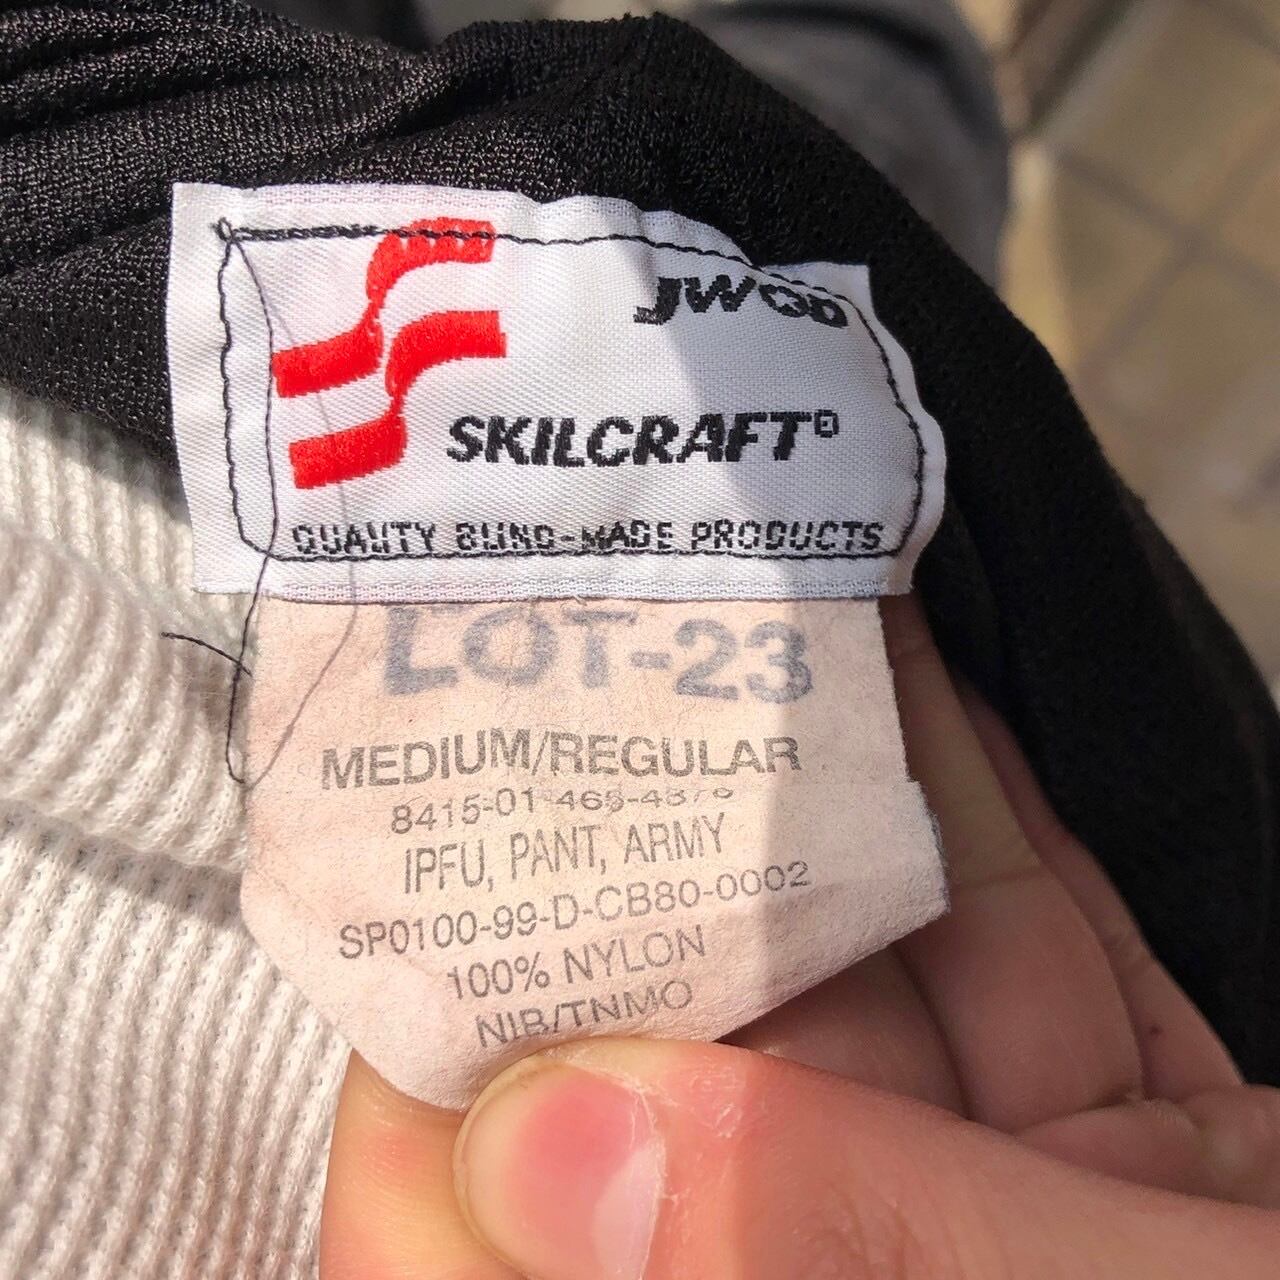 JWOD
SKILCRAFT®
QUALITY BLIND-MADE PRODUCTS
LOT-23
MEDIUM/REGULAR
IPFU, PANT, ARMY
SP0100-99-D-CB80-0002
100% NYLON
NIB/TNMO